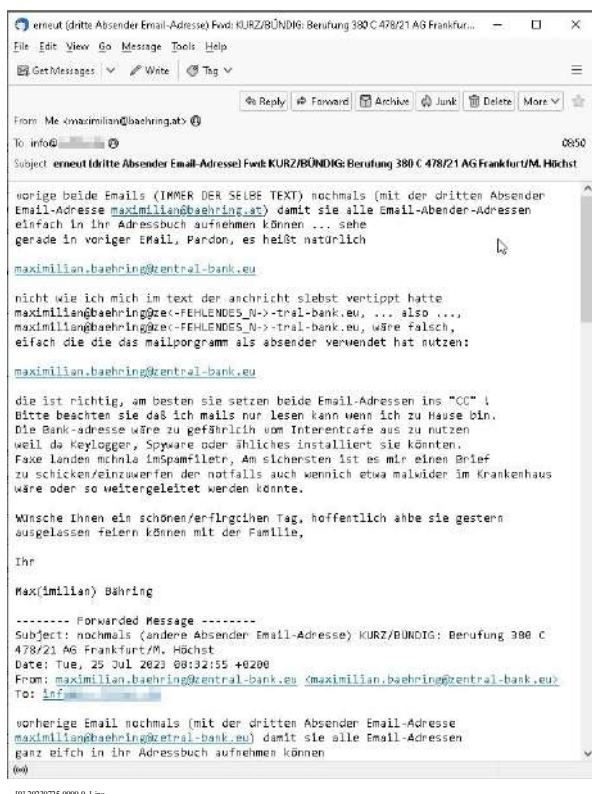 erneut (dritte Absender Email-Adresse) Fwd: KURZ/BÜNDIG: Berufung 380 C 478/21 AG Frankfur...
File Edit View Go Message Tools Help
Get Messages Write Tag
Reply Forward Archive Junk Delete More
From Me <maximilian@baehring.at>
To info@
0850
Subject erneut (dritte Absender Email-Adresse) Fwd: KURZ/BÜNDIG: Berufung 380 C 478/21 AG Frankfurt/M. Höchst
vorige beide Emails (IMMER DER SELBE TEXT) nochmals (mit der dritten Absender
Email-Adresse maximilian@baehring.at) damit sie alle Email-Abender-Adressen
einfach in ihr Adressbuch aufnehmen können ... sehe
gerade in voriger EMail, Pardon, es heißt natürlich
maximilian.baehring@zentral-bank.eu
nicht wie ich mich im text der anchricht slebst vertippt hatte
maximilian@baehring@ze<-FEHLENDES_N->-tral-bank.eu, ... also ...,
maximilian@baehring@ze<-FEHLENDES_N->-tral-bank.eu, wäre falsch,
eifach die die das mailporgramm als absender verwendet hat nutzen:
maximilian.baehring@zentral-bank.eu
die ist richtig, am besten sie setzen beide Email-Adressen ins "CC" !
Bitte beachten sie daß ich mails nur lesen kann wenn ich zu Hause bin.
Die Bank-adresse wäre zu gefährlcih vom Interentcafe aus zu nutzen
weil da Keylogger, Spyware oder ähliches installiert sie könnten.
Faxe landen mchnla imSpamfiletr, Am sichersten ist es mir einen Brief
zu schicken/einzuwerfen der notfalls auch wennich etwa malwider im Krankenhaus
wäre oder so weitergeleitet werden könnte.
Wünsche Ihnen ein schönen/erflrgcihen Tag, hoffentlich ahbe sie gestern
ausgelassen feiern können mit der Familie,
Ihr
Max(imilian) Bähring
-------- Forwarded Message --------
Subject: nochmals (andere Absender Email-Adresse) KURZ/BÜNDIG: Berufung 380 C
478/21 AG Frankfurt/M. Höchst
Date: Tue, 25 Jul 2023 08:32:55 +0200
From: maximilian.baehring@zentral-bank.eu <maximilian.baehring@zentral-bank.eu>
To: inf
vorherige Email nochmals (mit der dritten Absender Email-Adresse
maximilian@baehring@zetral-bank.eu) damit sie alle Email-Adressen
ganz eifch in ihr Adressbuch aufnehmen können